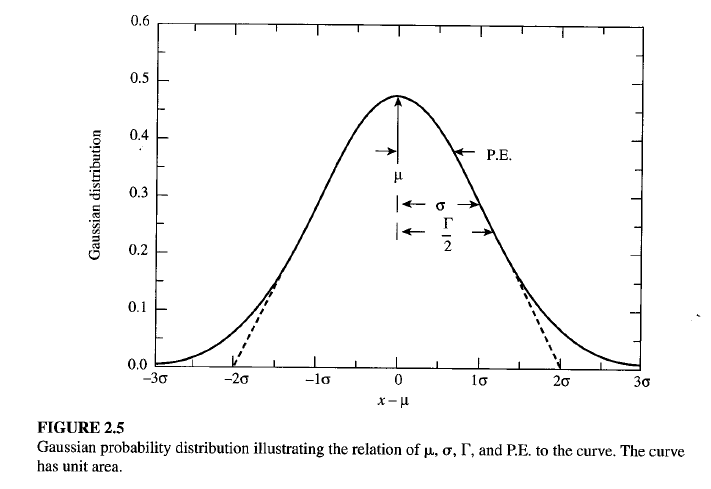 0.6
0.5
0.4
0.3
0.2
0.1
0.0
Gaussian distribution
P.E.
μ
σ
Γ
2
−3σ −2σ −1σ 0 1σ 2σ 3σ
x − μ
FIGURE 2.5
Gaussian probability distribution illustrating the relation of μ, σ, Γ, and P.E. to the curve. The curve
has unit area.